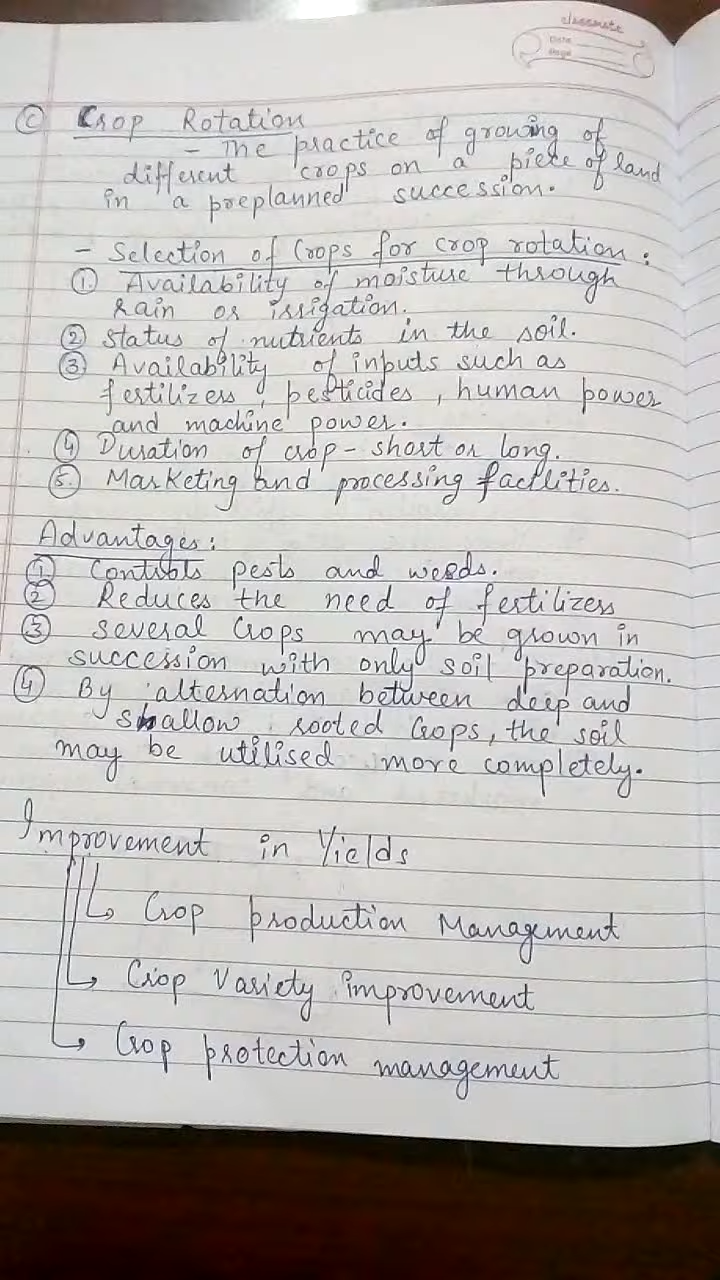 classmate
Date
Page
Ⓒ Crop Rotation
- The practice of growing of
different crops on a piece of land
in a preplanned succession.
- Selection of Crops for crop rotation:
① Availability of moisture through
rain or irrigation.
② Status of nutrients in the soil.
③ Availability of inputs such as
fertilizers, pesticides, human power
and machine power.
④ Duration of crop - short or long.
⑤ Marketing and processing facilities.
Advantages:
① Controls pests and weeds.
② Reduces the need of fertilizers
③ Several Crops may be grown in
succession with only soil preparation.
④ By alternation between deep and
shallow rooted Crops, the soil
may be utilised more completely.
Improvement in Yields
↳ Crop production Management
↳ Crop Variety improvement
↳ Crop protection management